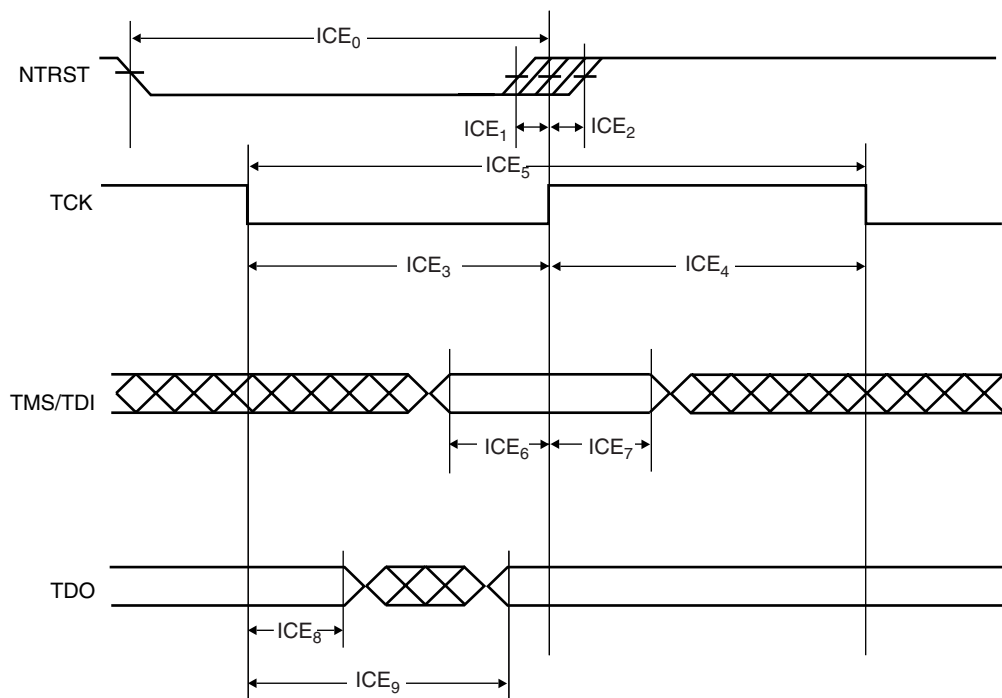 ICE₀
NTRST
ICE₁ ICE₂
ICE₅
TCK
ICE₃ ICE₄
TMS/TDI
ICE₆ ICE₇
TDO
ICE₈
ICE₉